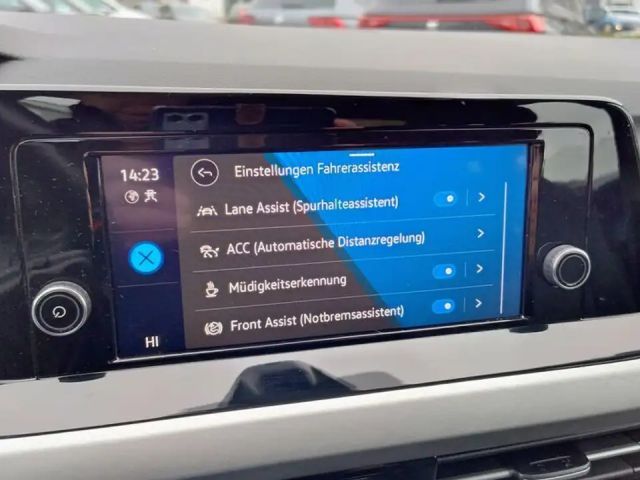 14:23
Einstellungen Fahrerassistenz
Lane Assist (Spurhalteassistent)
ACC (Automatische Distanzregelung)
Müdigkeitserkennung
Front Assist (Notbremsassistent)
HI